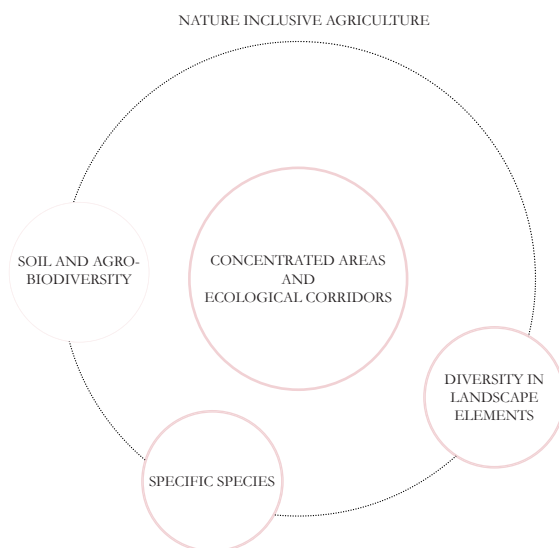 NATURE INCLUSIVE AGRICULTURE
SOIL AND AGRO-
BIODIVERSITY
CONCENTRATED AREAS
AND
ECOLOGICAL CORRIDORS
DIVERSITY IN
LANDSCAPE
ELEMENTS
SPECIFIC SPECIES